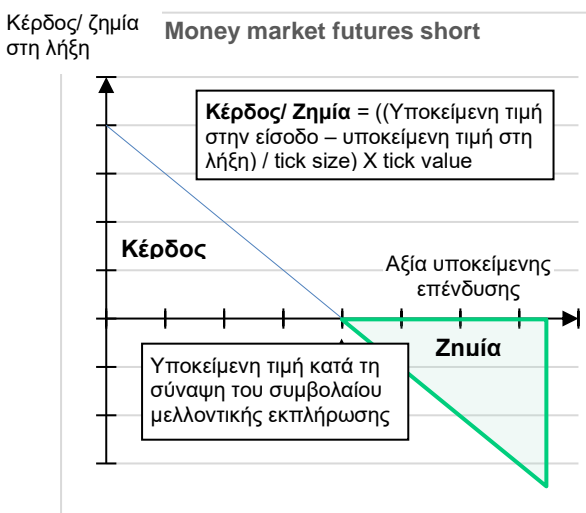 Κέρδος/ ζημία
στη λήξη
Money market futures short
Κέρδος/ Ζημία = ((Υποκείμενη τιμή
στην είσοδο – υποκείμενη τιμή στη
λήξη) / tick size) X tick value
Κέρδος
Αξία υποκείμενης
επένδυσης
Ζημία
Υποκείμενη τιμή κατά τη
σύναψη του συμβολαίου
μελλοντικής εκπλήρωσης